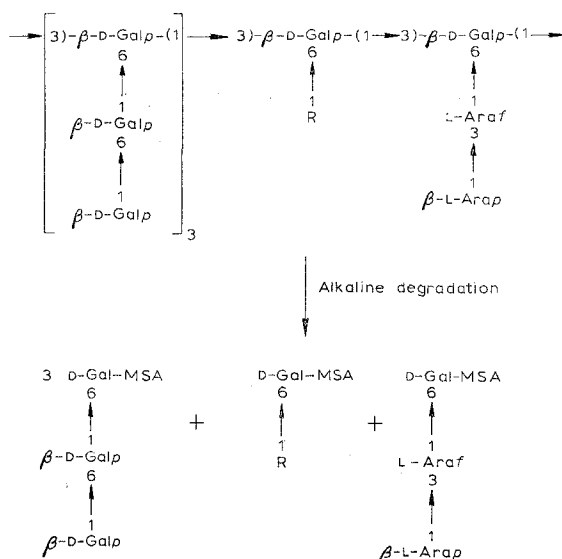 3)-β-D-Galp-(1 3)-β-D-Galp-(1 3)-β-D-Galp-(1
6 6 6
1 1 1
β-D-Galp R L-Araf
6 3
1 1
β-D-Galp β-L-Arap
3
Alkaline degradation
3 D-Gal-MSA D-Gal-MSA D-Gal-MSA
6 6 6
+ +
1 1 1
β-D-Galp R L-Araf
6 3
1 1
β-D-Galp β-L-Arap